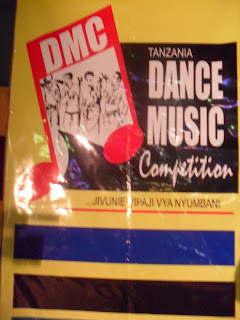 DMC
TANZANIA
DANCE
MUSIC
Competition
...JIVUNIE VIPAJI VYA NYUMBANI